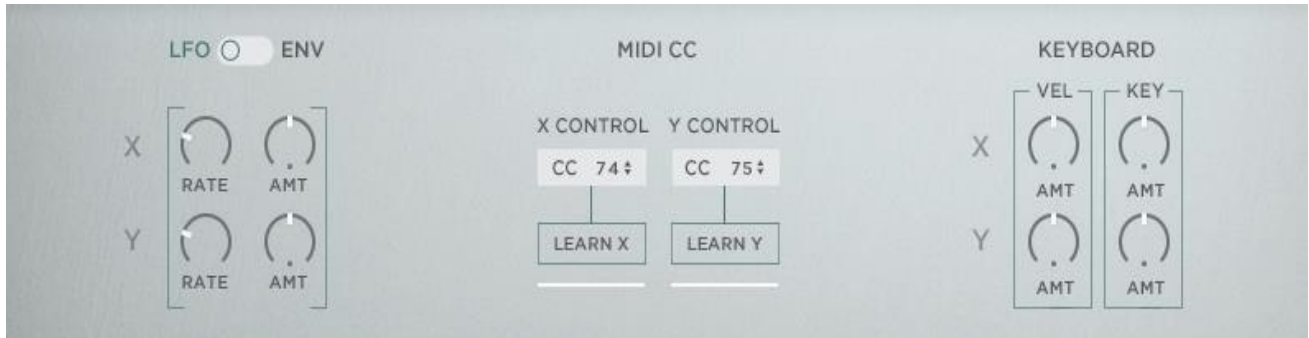 LFO ENV
X
RATE AMT
Y
RATE AMT
MIDI CC
X CONTROL Y CONTROL
CC 74 CC 75
LEARN X LEARN Y
KEYBOARD
VEL KEY
X
AMT AMT
Y
AMT AMT